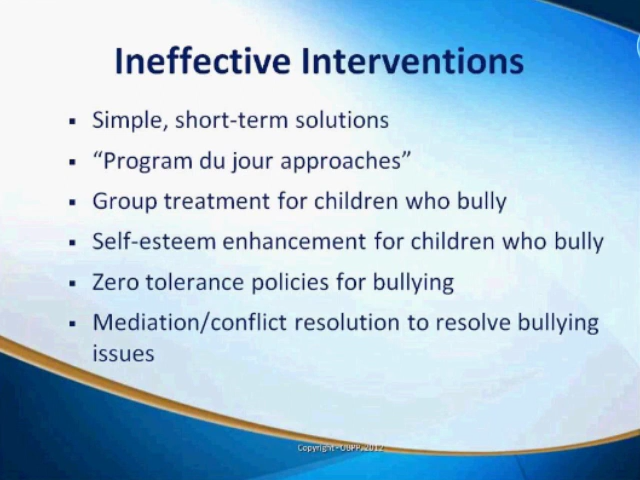 Ineffective Interventions
▪ Simple, short-term solutions
▪ “Program du jour approaches”
▪ Group treatment for children who bully
▪ Self-esteem enhancement for children who bully
▪ Zero tolerance policies for bullying
▪ Mediation/conflict resolution to resolve bullying
issues
Copyright -OBPP, 2012